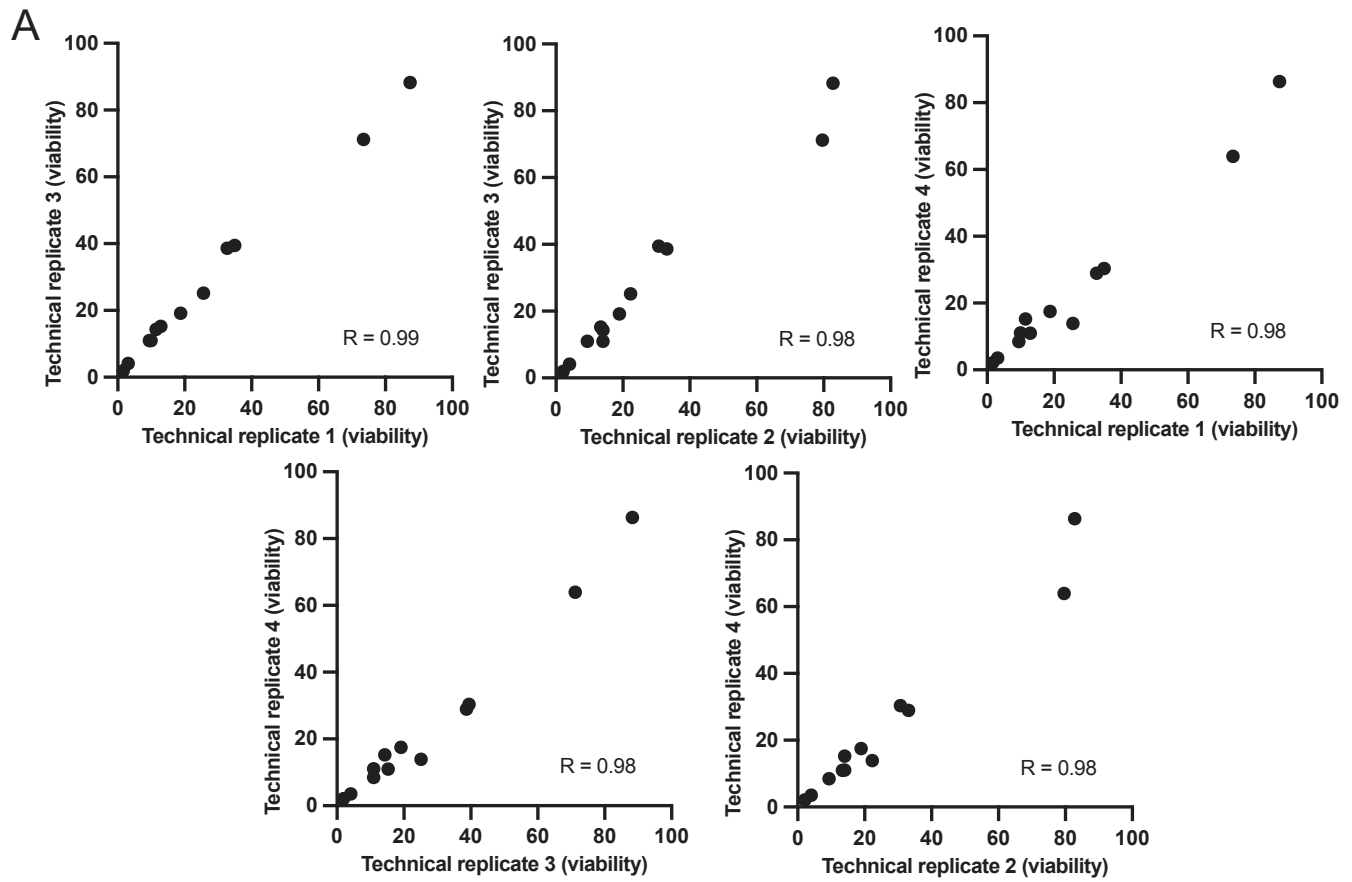 A
100
80
60
40
20
0
Technical replicate 3 (viability)
R = 0.99
0 20 40 60 80 100
Technical replicate 1 (viability)
100
80
60
40
20
0
Technical replicate 3 (viability)
R = 0.98
0 20 40 60 80 100
Technical replicate 2 (viability)
100
80
60
40
20
0
Technical replicate 4 (viability)
R = 0.98
0 20 40 60 80 100
Technical replicate 1 (viability)
100
80
60
40
20
0
Technical replicate 4 (viability)
R = 0.98
0 20 40 60 80 100
Technical replicate 3 (viability)
100
80
60
40
20
0
Technical replicate 4 (viability)
R = 0.98
0 20 40 60 80 100
Technical replicate 2 (viability)